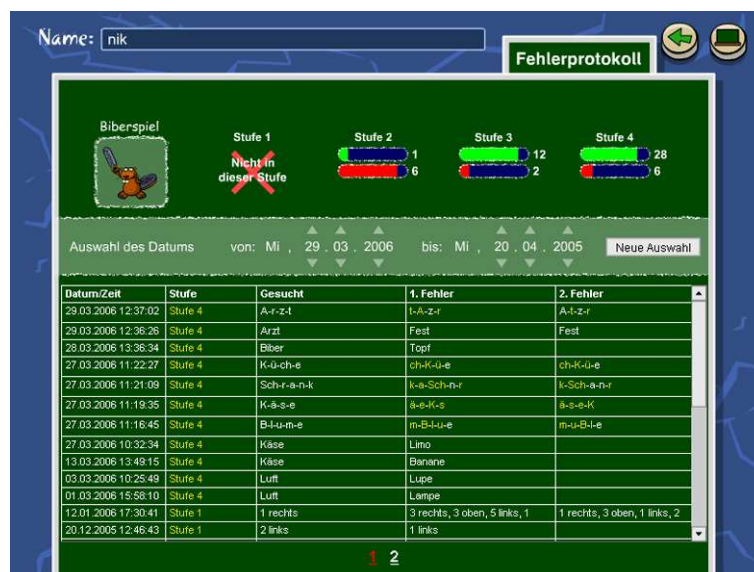 Name: nik
Fehlerprotokoll
Biberspiel
Stufe 1
Nicht in
dieser Stufe
Stufe 2
1
6
Stufe 3
12
2
Stufe 4
28
6
Auswahl des Datums von: Mi , 29 . 03 . 2006 bis: Mi , 20 . 04 . 2005 Neue Auswahl
Datum/Zeit Stufe Gesucht 1. Fehler 2. Fehler
29.03.2006 12:37:02 Stufe 4 A-r-z-t t-A-z-r A-t-z-r
29.03.2006 12:36:26 Stufe 4 Arzt Fest Fest
28.03.2006 13:36:34 Stufe 4 Biber Topf
27.03.2006 11:22:27 Stufe 4 K-ü-ch-e ch-K-ü-e ch-K-ü-e
27.03.2006 11:21:09 Stufe 4 Sch-r-a-n-k k-a-Sch-n-r k-Sch-a-n-r
27.03.2006 11:19:35 Stufe 4 K-ä-s-e ä-e-K-s ä-s-e-K
27.03.2006 11:16:45 Stufe 4 B-l-u-m-e m-B-l-u-e m-u-B-l-e
27.03.2006 10:32:34 Stufe 4 Käse Limo
13.03.2006 13:49:15 Stufe 4 Käse Banane
03.03.2006 10:25:49 Stufe 4 Luft Lupe
01.03.2006 15:58:10 Stufe 4 Luft Lampe
12.01.2006 17:30:41 Stufe 1 1 rechts 3 rechts, 3 oben, 5 links, 1 1 rechts, 3 oben, 1 links, 2
20.12.2005 12:46:43 Stufe 1 2 links 1 links
1 2